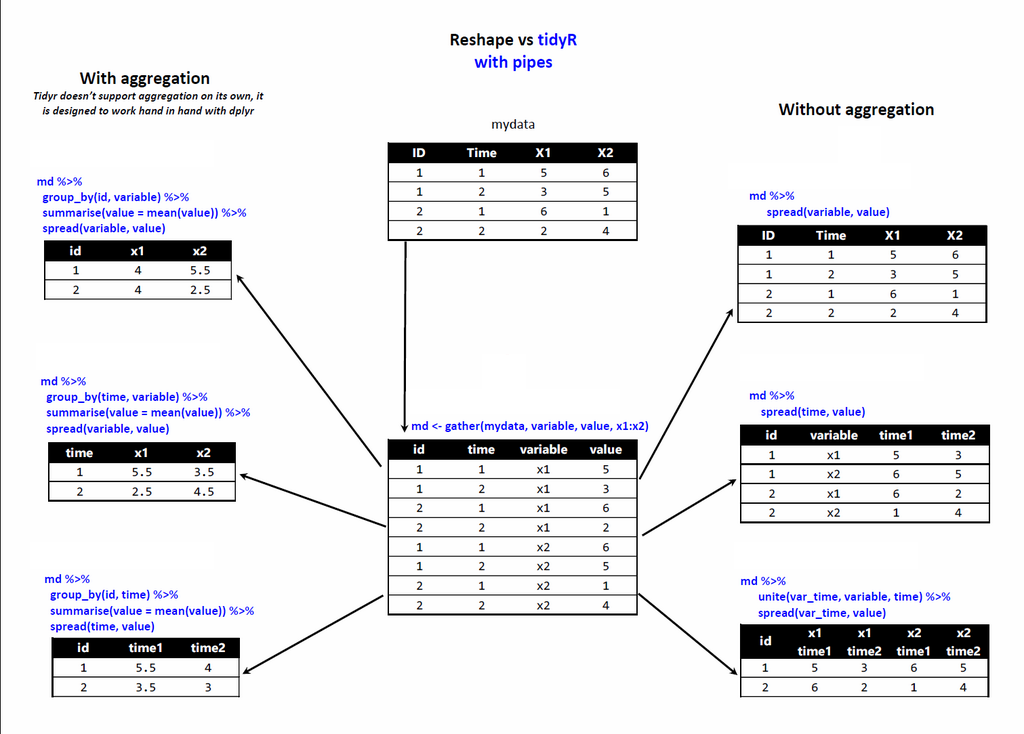 Reshape vs tidyR
with pipes
With aggregation
Tidyr doesn't support aggregation on its own, it
is designed to work hand in hand with dplyr
md %>%
group_by(id, variable) %>%
summarise(value = mean(value)) %>%
spread(variable, value)
id x1 x2
1 4 5.5
2 4 2.5
md %>%
group_by(time, variable) %>%
summarise(value = mean(value)) %>%
spread(variable, value)
time x1 x2
1 5.5 3.5
2 2.5 4.5
md %>%
group_by(id, time) %>%
summarise(value = mean(value)) %>%
spread(time, value)
id time1 time2
1 5.5 4
2 3.5 3
mydata
ID Time X1 X2
1 1 5 6
1 2 3 5
2 1 6 1
2 2 2 4
md <- gather(mydata, variable, value, x1:x2)
id time variable value
1 1 x1 5
1 2 x1 3
2 1 x1 6
2 2 x1 2
1 1 x2 6
1 2 x2 5
2 1 x2 1
2 2 x2 4
Without aggregation
md %>%
spread(variable, value)
ID Time X1 X2
1 1 5 6
1 2 3 5
2 1 6 1
2 2 2 4
md %>%
spread(time, value)
id variable time1 time2
1 x1 5 3
1 x2 6 5
2 x1 6 2
2 x2 1 4
md %>%
unite(var_time, variable, time) %>%
spread(var_time, value)
id x1 x1 x2 x2
time1 time2 time1 time2
1 5 3 6 5
2 6 2 1 4